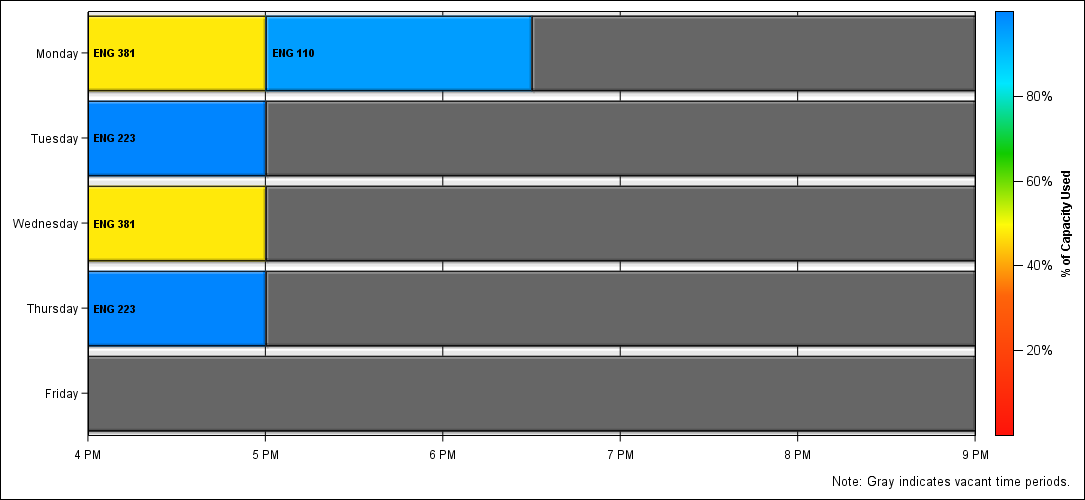 Monday
ENG 381
ENG 110
80%
Tuesday
ENG 223
60%
Wednesday
ENG 381
% of Capacity Used
40%
Thursday
ENG 223
20%
Friday
4 PM 5 PM 6 PM 7 PM 8 PM 9 PM
Note: Gray indicates vacant time periods.